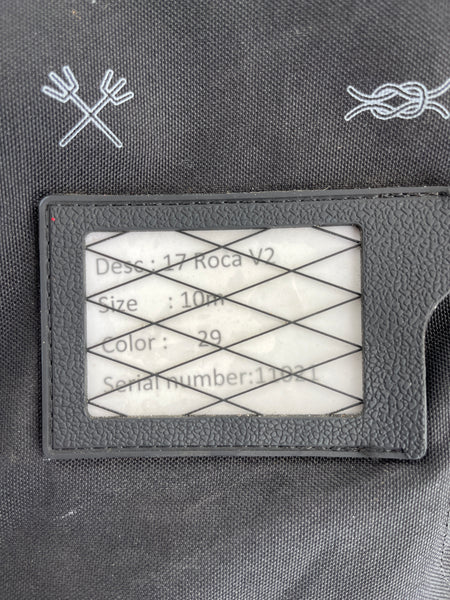 Desc : 17 Roca V2
Size : 10m
Color : 29
Serial number:11021